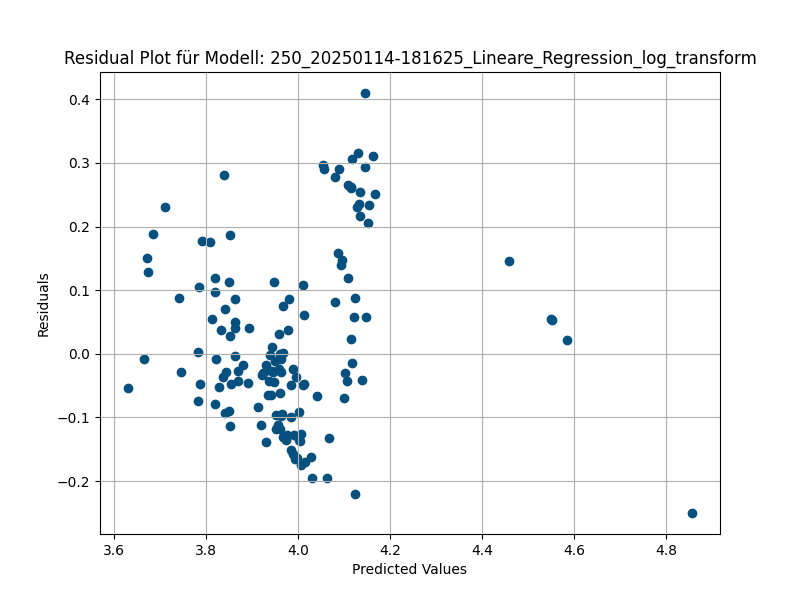 Residual Plot für Modell: 250_20250114-181625_Lineare_Regression_log_transform
0.4
0.3
0.2
0.1
0.0
−0.1
−0.2
Residuals
3.6 3.8 4.0 4.2 4.4 4.6 4.8
Predicted Values